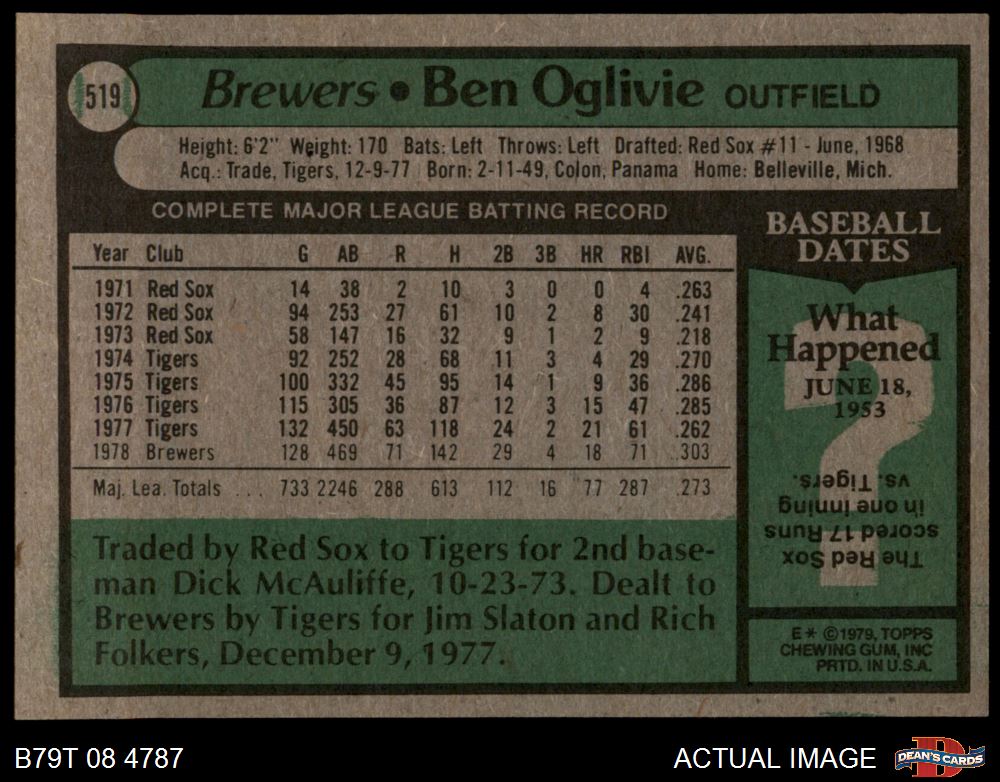 519
Brewers • Ben Oglivie OUTFIELD
Height: 6'2" Weight: 170 Bats: Left Throws: Left Drafted: Red Sox #11 - June, 1968
Acq.: Trade, Tigers, 12-9-77 Born: 2-11-49, Colon, Panama Home: Belleville, Mich.
COMPLETE MAJOR LEAGUE BATTING RECORD
Year Club G AB R H 2B 3B HR RBI AVG.
1971 Red Sox 14 38 2 10 3 0 0 4 .263
1972 Red Sox 94 253 27 61 10 2 8 30 .241
1973 Red Sox 58 147 16 32 9 1 2 9 .218
1974 Tigers 92 252 28 68 11 3 4 29 .270
1975 Tigers 100 332 45 95 14 1 9 36 .286
1976 Tigers 115 305 36 87 12 3 15 47 .285
1977 Tigers 132 450 63 118 24 2 21 61 .262
1978 Brewers 128 469 71 142 29 4 18 71 .303
Maj. Lea. Totals ... 733 2246 288 613 112 16 77 287 .273
Traded by Red Sox to Tigers for 2nd base-
man Dick McAuliffe, 10-23-73. Dealt to
Brewers by Tigers for Jim Slaton and Rich
Folkers, December 9, 1977.
BASEBALL
DATES
What
Happened
JUNE 18,
1953
The Red Sox
scored 17 Runs
in one inning
vs. Tigers.
E* ©1979, TOPPS
CHEWING GUM, INC
PRTD. IN U.S.A.
B79T 08 4787
ACTUAL IMAGE
D
DEAN'S CARDS